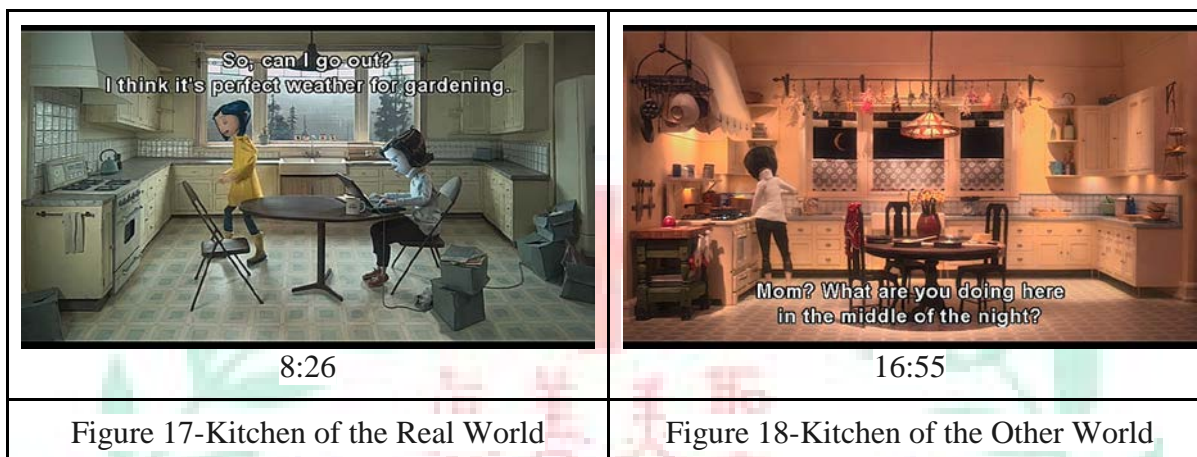 So, can I go out?
I think it's perfect weather for gardening.
8:26
Figure 17-Kitchen of the Real World
Mom? What are you doing here
in the middle of the night?
16:55
Figure 18-Kitchen of the Other World